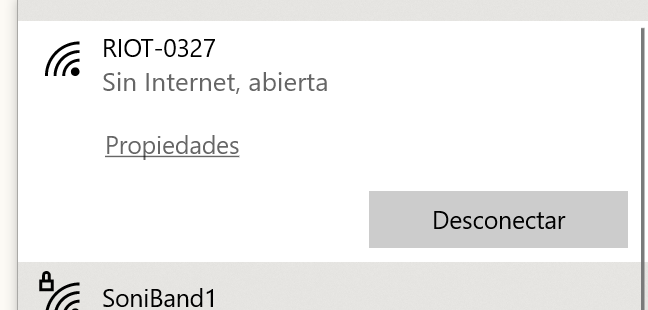 RIOT-0327
Sin Internet, abierta
Propiedades
Desconectar
SoniBand1